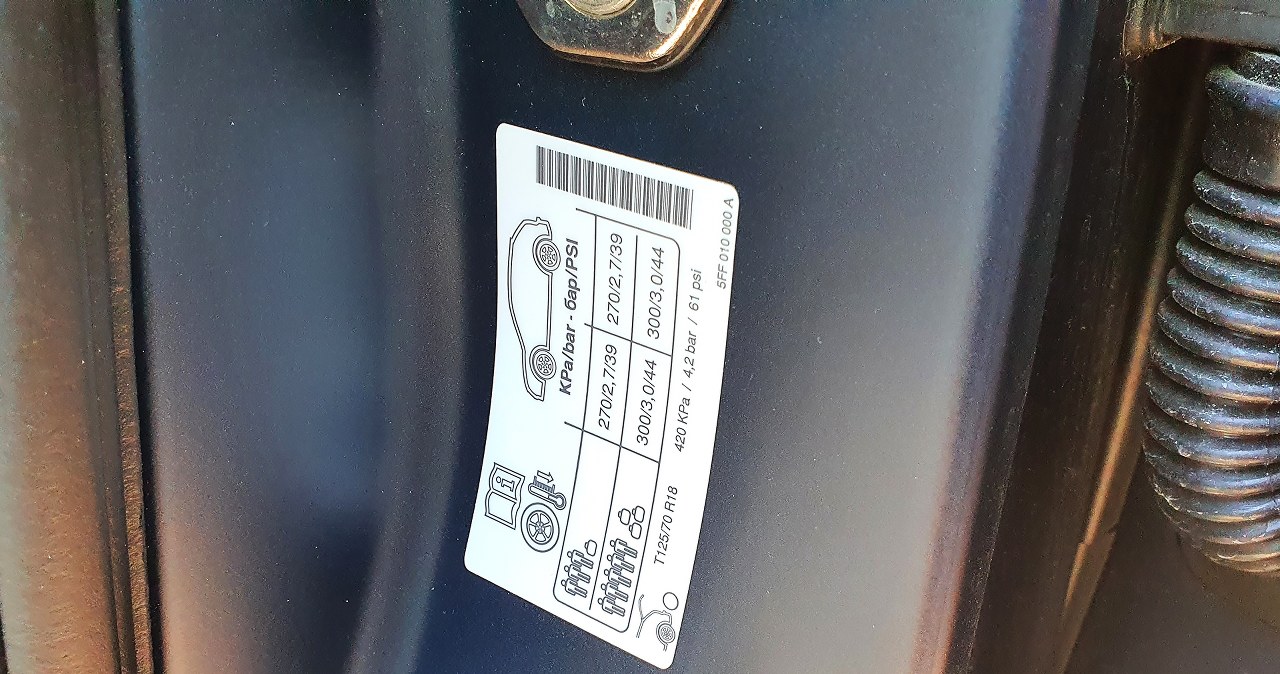 KPa/bar - бар/PSI
270/2,7/39 270/2,7/39
300/3,0/44 300/3,0/44
T125/70 R18 420 KPa / 4,2 bar / 61 psi
5FF 010 000 A